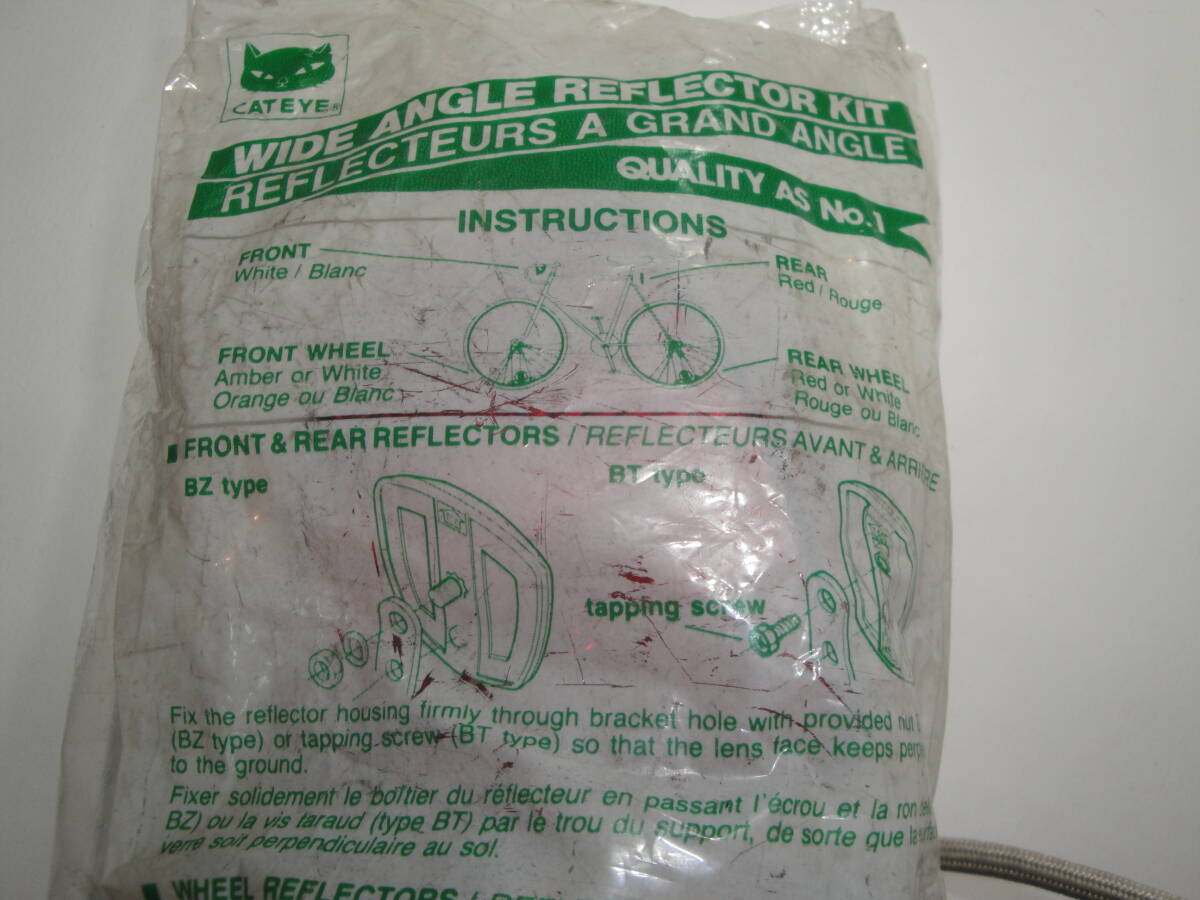 CATEYE®
WIDE ANGLE REFLECTOR KIT
REFLECTEURS A GRAND ANGLE
QUALITY AS No.1
INSTRUCTIONS
FRONT
White / Blanc
REAR
Red / Rouge
FRONT WHEEL
Amber or White
Orange ou Blanc
REAR WHEEL
Red or White
Rouge ou Blanc
FRONT & REAR REFLECTORS / REFLECTEURS AVANT & ARRIERE
BZ type
BT type
tapping screw
Fix the reflector housing firmly through bracket hole with provided nut
(BZ type) or tapping screw (BT type) so that the lens face keeps
to the ground.
Fixer solidement le boîtier du réflecteur en passant l'écrou et la
BZ) ou la vis taraud (type BT) par le trou du support, de sorte que la
verre soit perpendiculaire au sol.
WHEEL REFLECTORS /